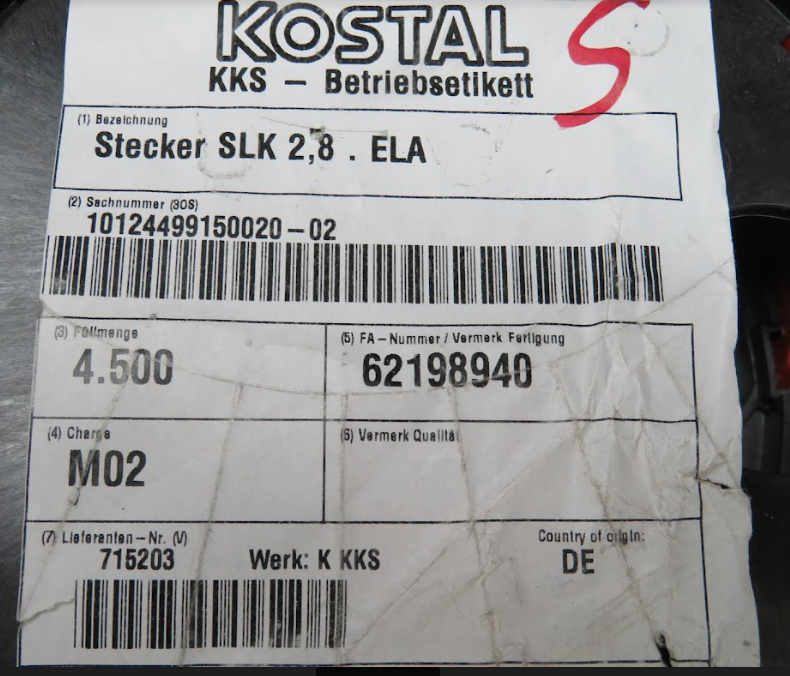 KOSTAL
S
KKS – Betriebsetikett
(1) Bezeichnung
Stecker SLK 2,8 . ELA
(2) Sachnummer (30S)
10124499150020-02
(3) Füllmenge
4.500
(5) FA-Nummer / Vermerk Fertigung
62198940
(4) Charge
M02
(6) Vermerk Qualität
(7) Lieferanten-Nr. (V)
715203 Werk: K KKS
Country of origin:
DE